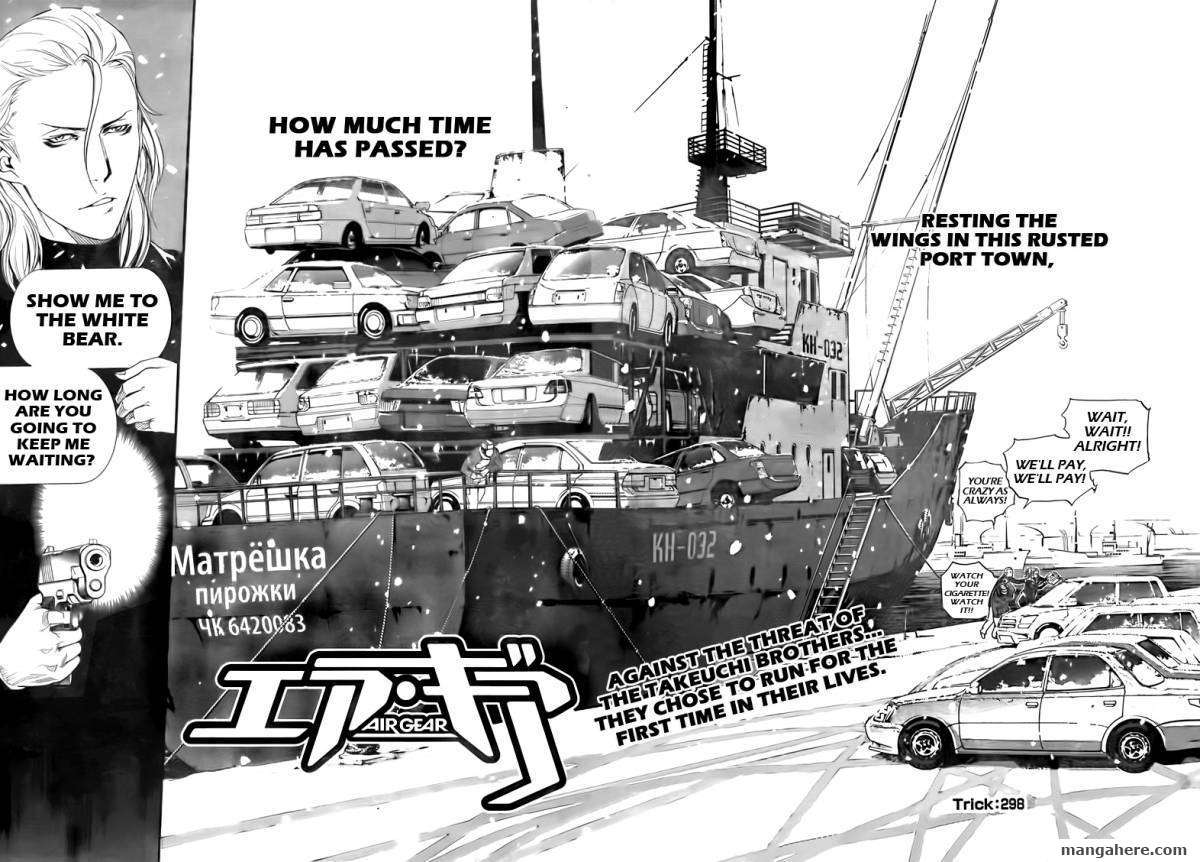 HOW MUCH TIME
HAS PASSED?
RESTING THE
WINGS IN THIS RUSTED
PORT TOWN,
SHOW ME TO
THE WHITE
BEAR.
HOW LONG
ARE YOU
GOING TO
KEEP ME
WAITING?
KH-032
WAIT,
WAIT!!
ALRIGHT!
WE'LL PAY,
WE'LL PAY!
YOU'RE
CRAZY AS
ALWAYS!
WATCH
YOUR
CIGARETTE!
WATCH
IT!!
KH-032
Матрёшка
пирожки
ЧК 6420083
エア・ギア
AIR GEAR
AGAINST THE THREAT OF
THE TAKEUCHI BROTHERS...
THEY CHOSE TO RUN FOR THE
FIRST TIME IN THEIR LIVES.
Trick:298
mangahere.com